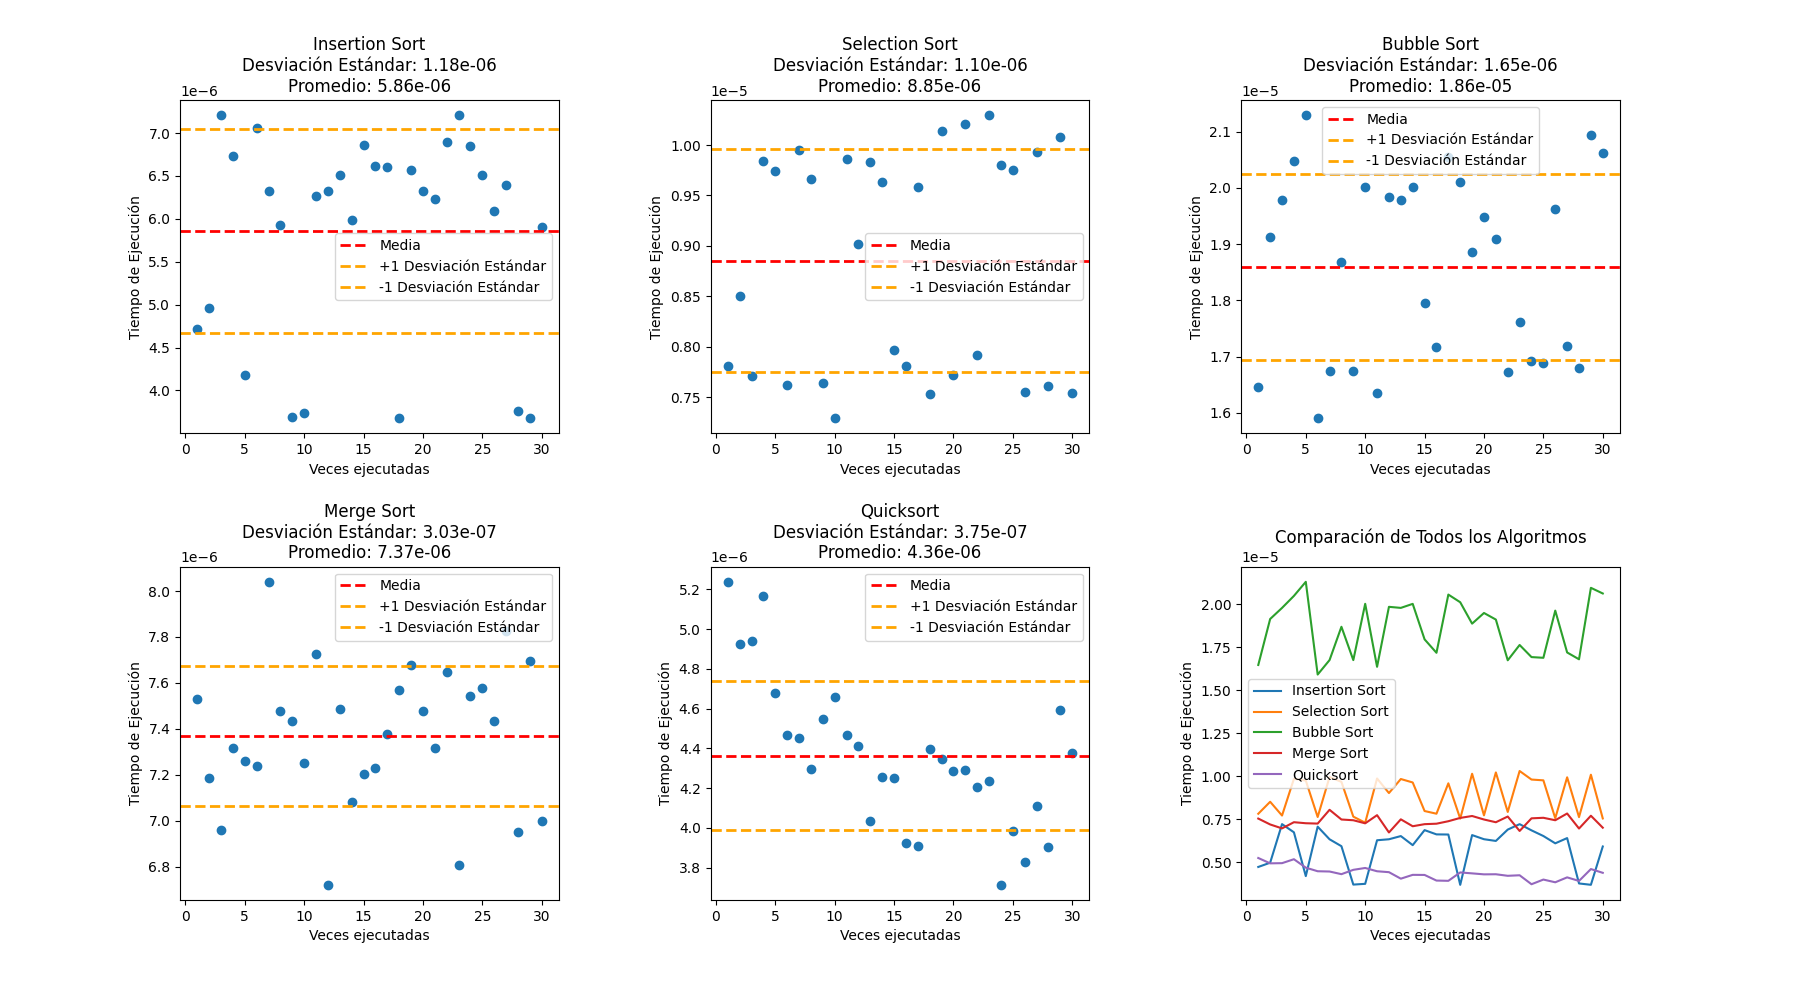 Insertion Sort
Desviación Estándar: 1.18e-06
Promedio: 5.86e-06
1e−6
7.0
6.5
6.0
5.5
5.0
4.5
4.0
Tiempo de Ejecución
Media
+1 Desviación Estándar
-1 Desviación Estándar
0 5 10 15 20 25 30
Veces ejecutadas
Selection Sort
Desviación Estándar: 1.10e-06
Promedio: 8.85e-06
1e−5
1.00
0.95
0.90
0.85
0.80
0.75
Tiempo de Ejecución
Media
+1 Desviación Estándar
-1 Desviación Estándar
0 5 10 15 20 25 30
Veces ejecutadas
Bubble Sort
Desviación Estándar: 1.65e-06
Promedio: 1.86e-05
1e−5
2.1
2.0
1.9
1.8
1.7
1.6
Tiempo de Ejecución
Media
+1 Desviación Estándar
-1 Desviación Estándar
0 5 10 15 20 25 30
Veces ejecutadas
Merge Sort
Desviación Estándar: 3.03e-07
Promedio: 7.37e-06
1e−6
8.0
7.8
7.6
7.4
7.2
7.0
6.8
Tiempo de Ejecución
Media
+1 Desviación Estándar
-1 Desviación Estándar
0 5 10 15 20 25 30
Veces ejecutadas
Quicksort
Desviación Estándar: 3.75e-07
Promedio: 4.36e-06
1e−6
5.2
5.0
4.8
4.6
4.4
4.2
4.0
3.8
Tiempo de Ejecución
Media
+1 Desviación Estándar
-1 Desviación Estándar
0 5 10 15 20 25 30
Veces ejecutadas
Comparación de Todos los Algoritmos
1e−5
2.00
1.75
1.50
1.25
1.00
0.75
0.50
Tiempo de Ejecución
Insertion Sort
Selection Sort
Bubble Sort
Merge Sort
Quicksort
0 5 10 15 20 25 30
Veces ejecutadas